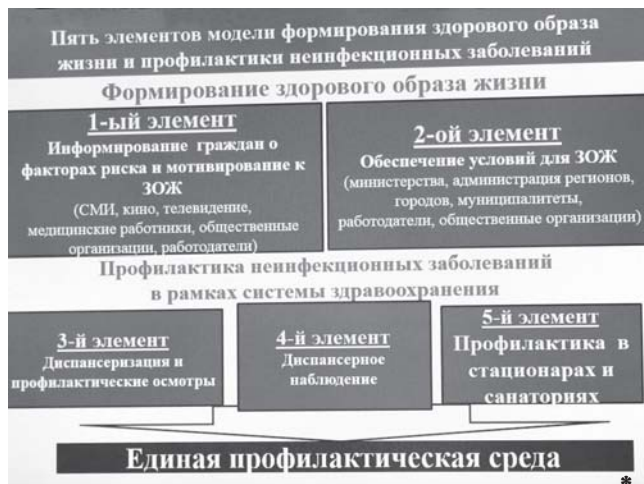 Пять элементов модели формирования здорового образа
жизни и профилактики неинфекционных заболеваний
Формирование здорового образа жизни
1-ый элемент
Информирование граждан о
факторах риска и мотивирование к
ЗОЖ
(СМИ, кино, телевидение,
медицинские работники, общественные
организации, работодатели)
2-ой элемент
Обеспечение условий для ЗОЖ
(министерства, администрация регионов,
городов, муниципалитеты,
работодатели, общественные организации)
Профилактика неинфекционных заболеваний
в рамках системы здравоохранения
3-й элемент
Диспансеризация и
профилактические осмотры
4-й элемент
Диспансерное
наблюдение
5-й элемент
Профилактика в
стационарах и
санаториях
Единая профилактическая среда
*